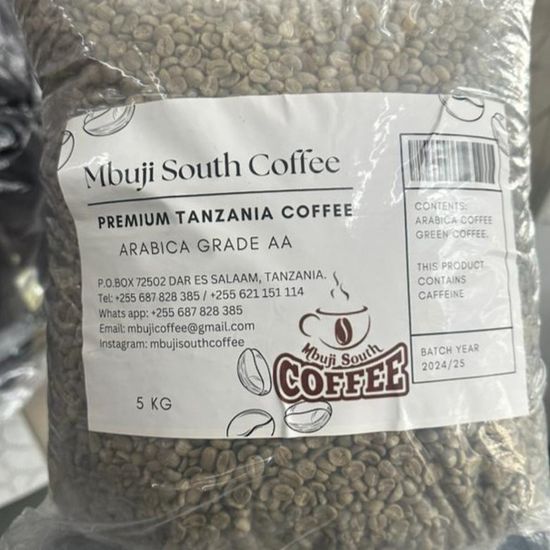 Mbuji South Coffee
PREMIUM TANZANIA COFFEE
ARABICA GRADE AA
P.O.BOX 72502 DAR ES SALAAM, TANZANIA.
Tel: +255 687 828 385 / +255 621 151 114
Whats app: +255 687 828 385
Email: mbujicoffee@gmail.com
Instagram: mbujisouthcoffee
5 KG
Mbuji South
COFFEE
CONTENTS:
ARABICA COFFEE
GREEN COFFEE.
THIS PRODUCT
CONTAINS
CAFFEINE
BATCH YEAR
2024/25